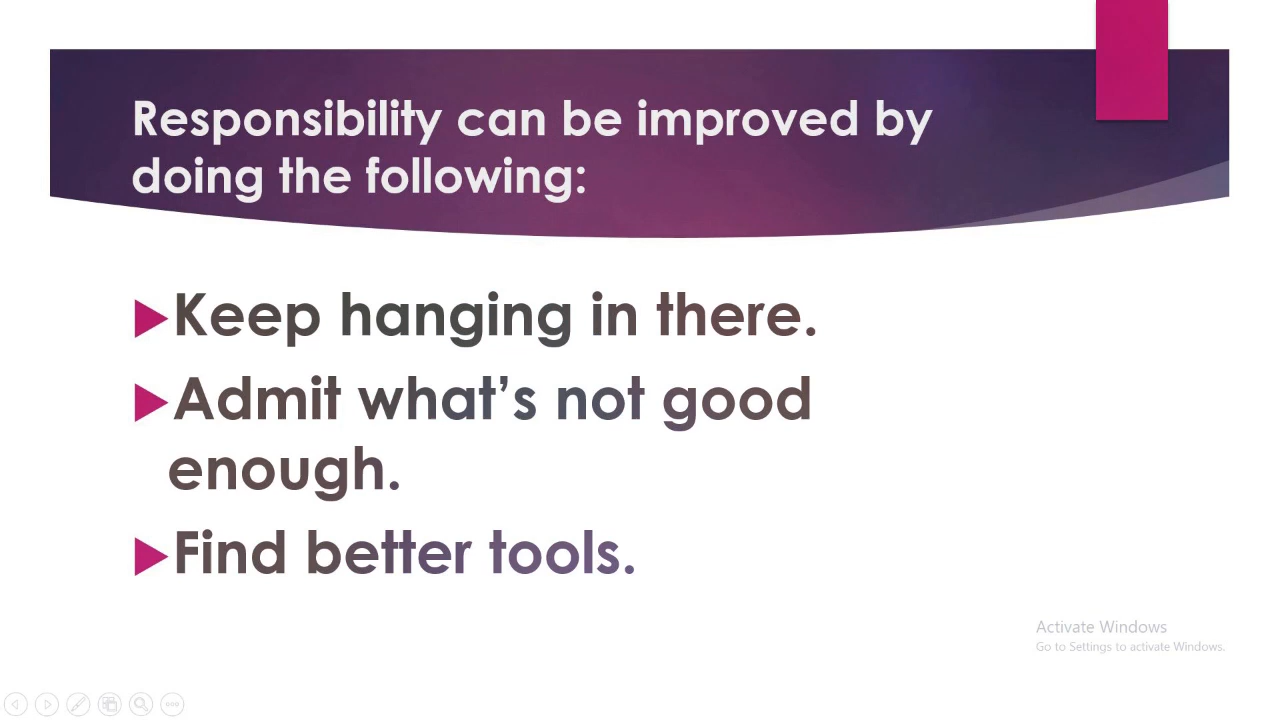 Responsibility can be improved by
doing the following:
Keep hanging in there.
Admit what’s not good
enough.
Find better tools.
Activate Windows
Go to Settings to activate Windows.